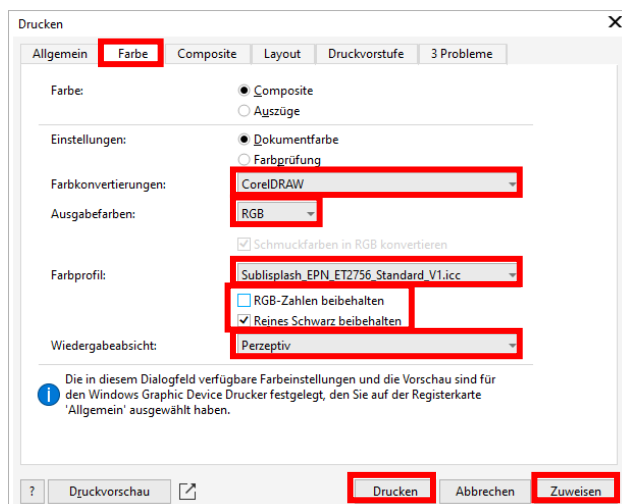 Drucken X
Allgemein Farbe Composite Layout Druckvorstufe 3 Probleme
Farbe: Composite
Auszüge
Einstellungen: Dokumentfarbe
Farbprüfung
Farbkonvertierungen: CorelDRAW
Ausgabefarben: RGB
Schmuckfarben in RGB konvertieren
Farbprofil: Sublisplash_EPN_ET2756_Standard_V1.icc
RGB-Zahlen beibehalten
Reines Schwarz beibehalten
Wiedergabeabsicht: Perzeptiv
Die in diesem Dialogfeld verfügbare Farbeinstellungen und die Vorschau sind für
den Windows Graphic Device Drucker festgelegt, den Sie auf der Registerkarte
'Allgemein' ausgewählt haben.
? Druckvorschau Drucken Abbrechen Zuweisen